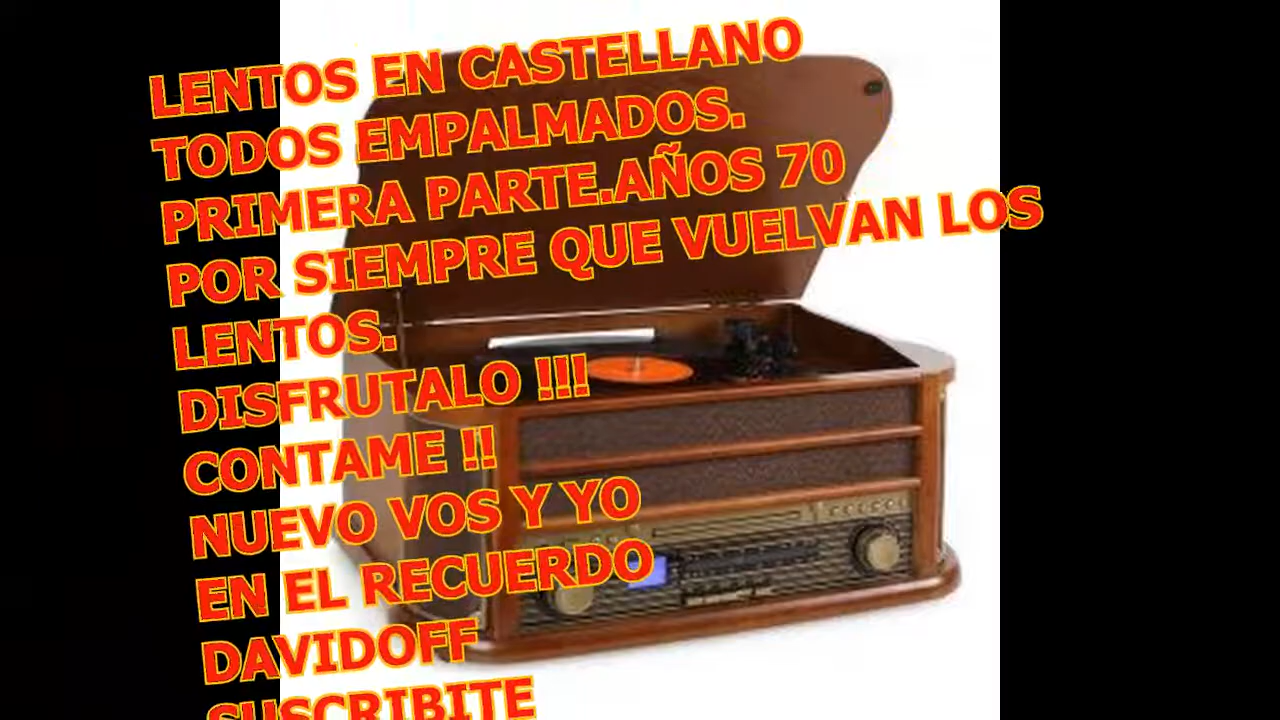 LENTOS EN CASTELLANO
TODOS EMPALMADOS.
PRIMERA PARTE.AÑOS 70
POR SIEMPRE QUE VUELVAN LOS
LENTOS.
DISFRUTALO !!!
CONTAME !!
NUEVO VOS Y YO
EN EL RECUERDO
DAVIDOFF
SUSCRIBITE